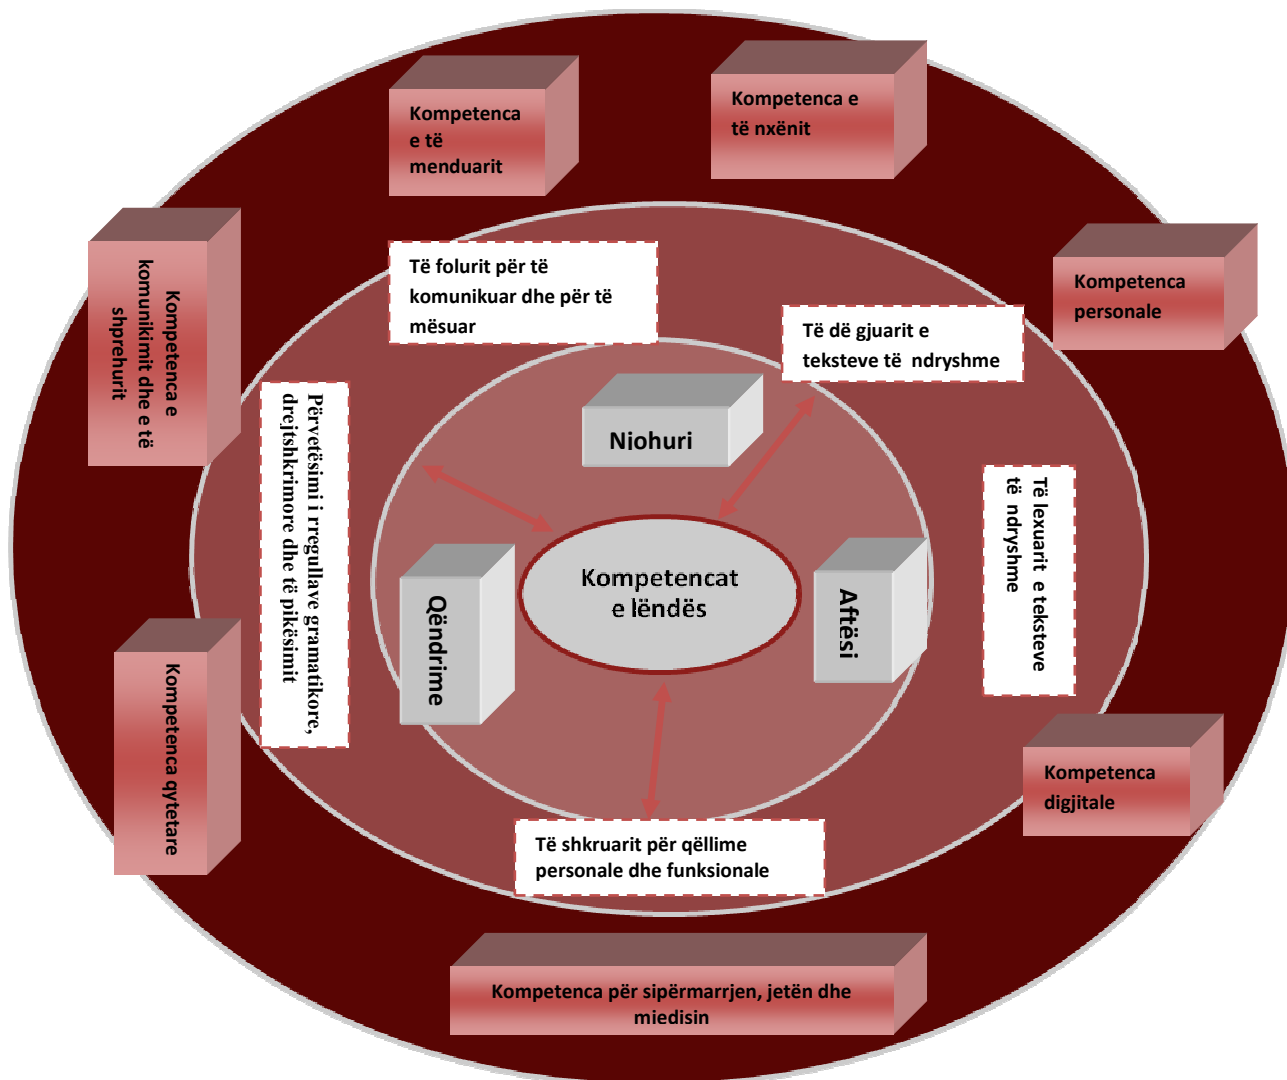 Kompetenca
e të
menduarit
Kompetenca e
të nxënit
Kompetenca e
komunikimit dhe e të
shprehurit
Të folurit për të
komunikuar dhe për të
mësuar
Kompetenca
personale
Të dë gjuarit e
teksteve të ndryshme
Përvetësimi i rregullave gramatikore,
drejtshkrimore dhe të pikësimit
Niohuri
Të lexuarit e teksteve
të ndryshme
Kompetencat
e lëndës
Qëndrime
Aftësi
Kompetenca qytetare
Kompetenca
digjitale
Të shkruarit për qëllime
personale dhe funksionale
Kompetenca për sipërmarrjen, jetën dhe
miedisin